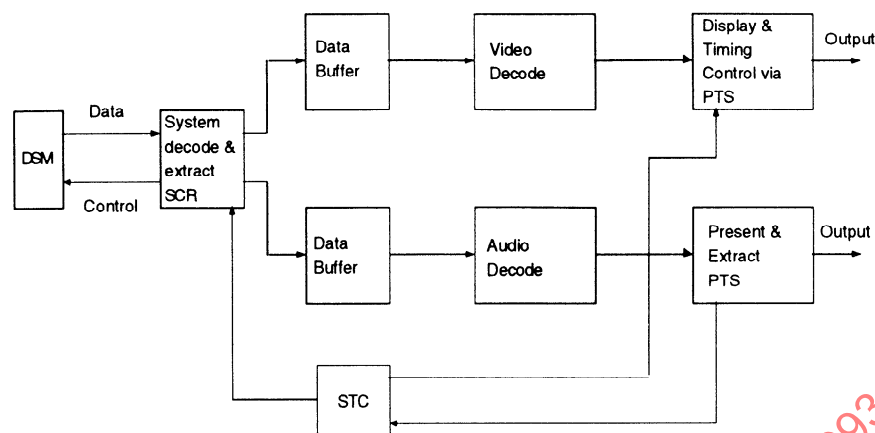 Data
Buffer
Video
Decode
Display &
Timing
Control via
PTS
Output
DSM
Data
Control
System
decode &
extract
SCR
Data
Buffer
Audio
Decode
Present &
Extract
PTS
Output
STC